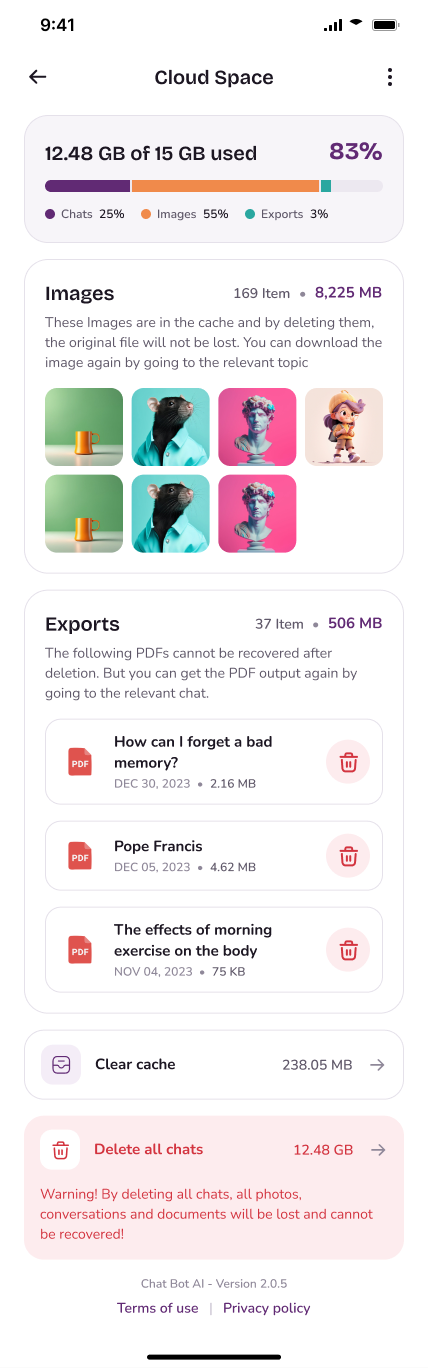 9:41
Cloud Space
12.48 GB of 15 GB used 83%
Chats 25% Images 55% Exports 3%
Images 169 Item • 8,225 MB
These Images are in the cache and by deleting them,
the original file will not be lost. You can download the
image again by going to the relevant topic
Exports 37 Item • 506 MB
The following PDFs cannot be recovered after
deletion. But you can get the PDF output again by
going to the relevant chat.
How can I forget a bad
memory?
PDF
DEC 30, 2023 • 2.16 MB
Pope Francis
PDF
DEC 05, 2023 • 4.62 MB
The effects of morning
exercise on the body
PDF
NOV 04, 2023 • 75 KB
Clear cache 238.05 MB
Delete all chats 12.48 GB
Warning! By deleting all chats, all photos,
conversations and documents will be lost and cannot
be recovered!
Chat Bot AI - Version 2.0.5
Terms of use | Privacy policy